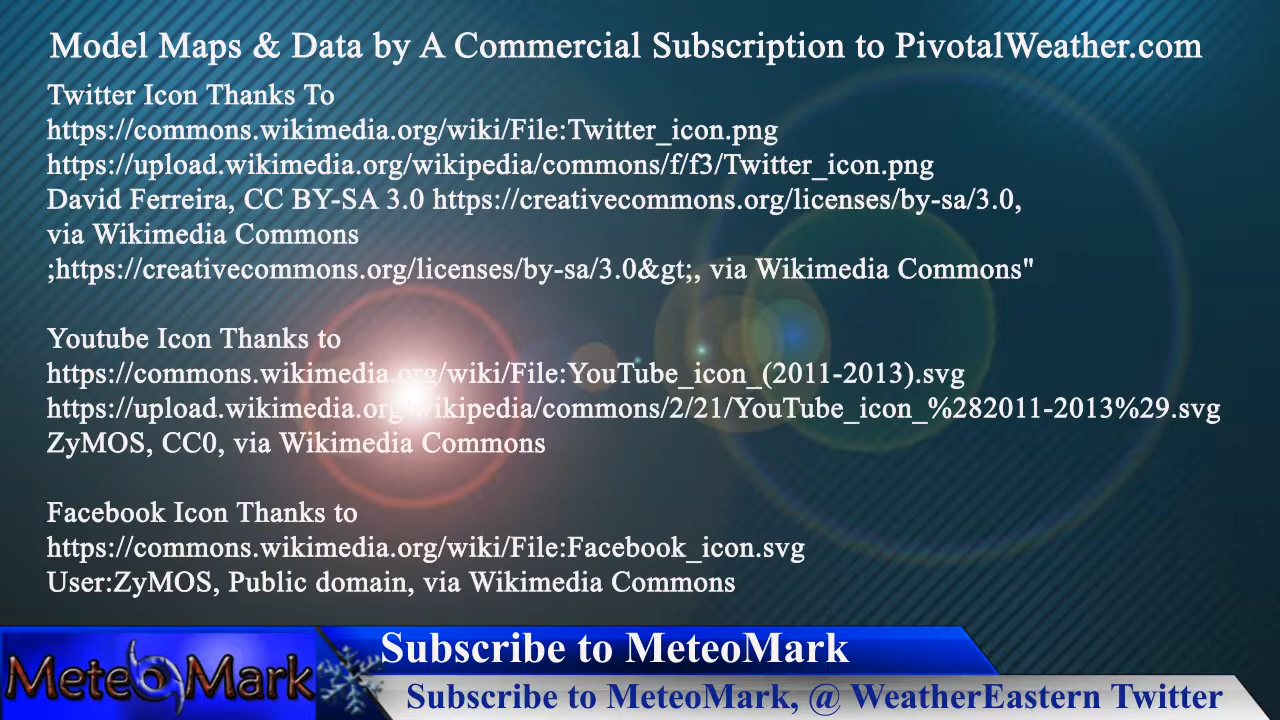 Model Maps & Data by A Commercial Subscription to PivotalWeather.com
Twitter Icon Thanks To
https://commons.wikimedia.org/wiki/File:Twitter_icon.png
https://upload.wikimedia.org/wikipedia/commons/f/f3/Twitter_icon.png
David Ferreira, CC BY-SA 3.0 https://creativecommons.org/licenses/by-sa/3.0,
via Wikimedia Commons
;https://creativecommons.org/licenses/by-sa/3.0&gt;, via Wikimedia Commons"
Youtube Icon Thanks to
https://commons.wikimedia.org/wiki/File:YouTube_icon_(2011-2013).svg
https://upload.wikimedia.org/wikipedia/commons/2/21/YouTube_icon_%282011-2013%29.svg
ZyMOS, CC0, via Wikimedia Commons
Facebook Icon Thanks to
https://commons.wikimedia.org/wiki/File:Facebook_icon.svg
User:ZyMOS, Public domain, via Wikimedia Commons
Subscribe to MeteoMark
MeteoMark
Subscribe to MeteoMark, @ WeatherEastern Twitter